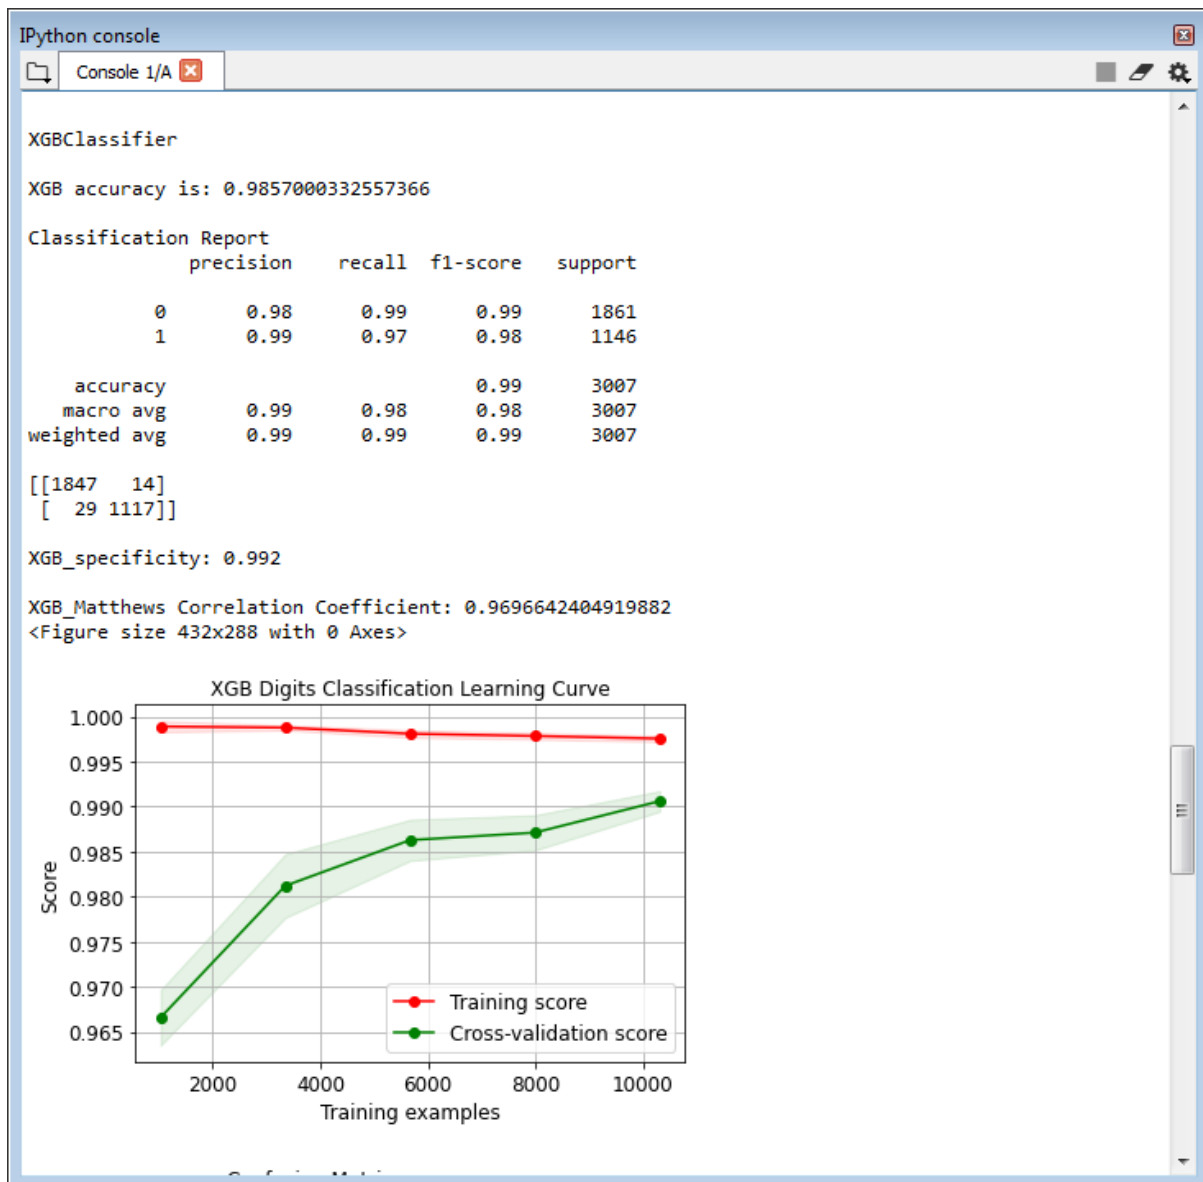 IPython console
Console 1/A
XGBClassifier
XGB accuracy is: 0.9857000332557366
Classification Report
precision recall f1-score support
0 0.98 0.99 0.99 1861
1 0.99 0.97 0.98 1146
accuracy 0.99 3007
macro avg 0.99 0.98 0.98 3007
weighted avg 0.99 0.99 0.99 3007
[[1847 14]
[ 29 1117]]
XGB_specificity: 0.992
XGB_Matthews Correlation Coefficient: 0.9696642404919882
<Figure size 432x288 with 0 Axes>
XGB Digits Classification Learning Curve
1.000
0.995
0.990
0.985
0.980
0.975
0.970
0.965
Score
Training score
Cross-validation score
2000 4000 6000 8000 10000
Training examples